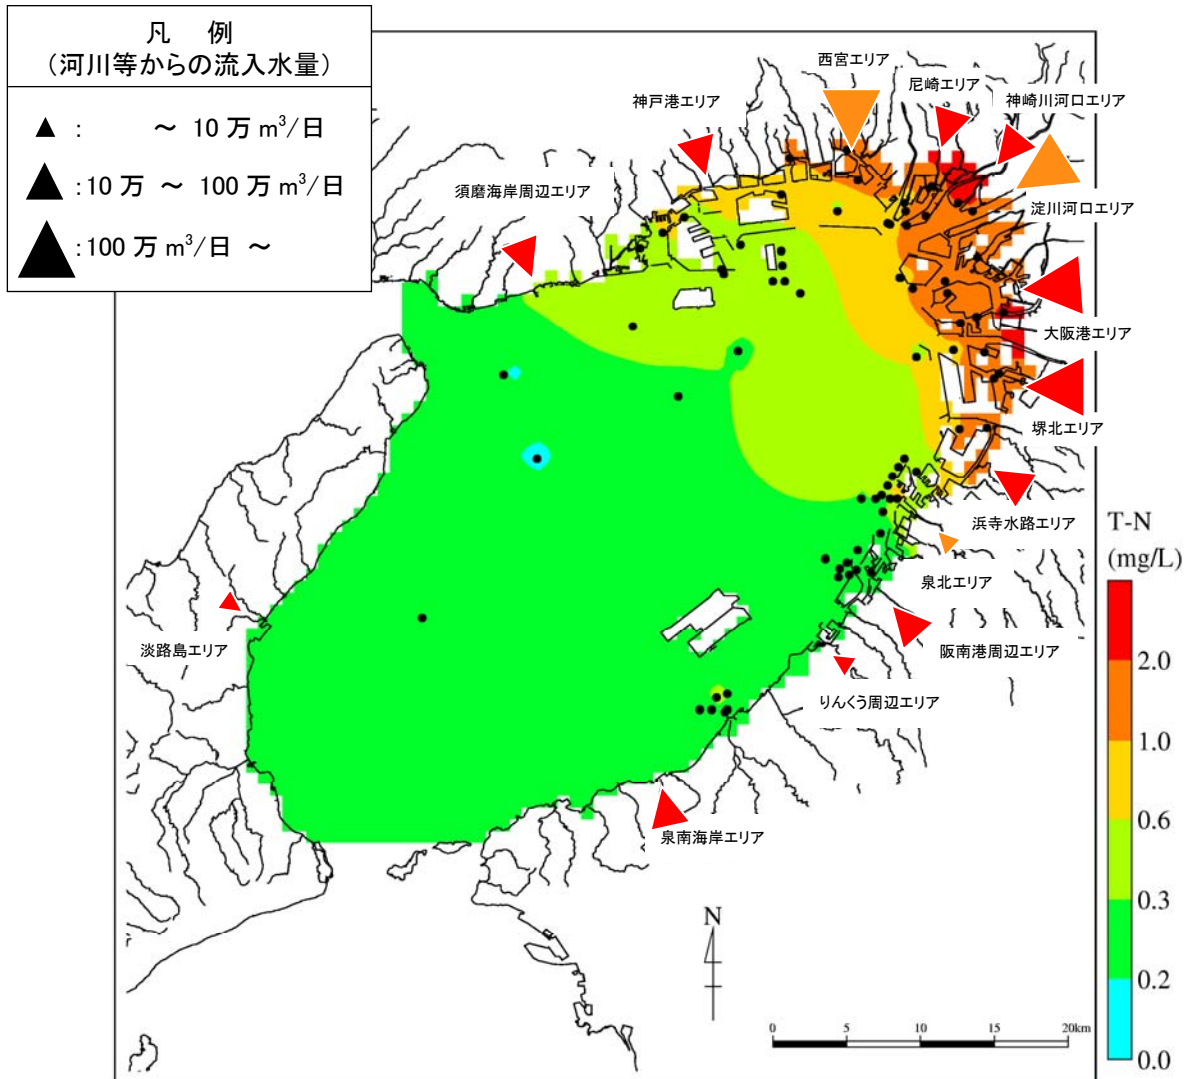 凡 例
（河川等からの流入水量）
： ～ 10 万 m³/日
：10 万 ～ 100 万 m³/日
：100 万 m³/日 ～
西宮エリア
尼崎エリア
神戸港エリア
神崎川河口エリア
須磨海岸周辺エリア
淀川河口エリア
大阪港エリア
堺北エリア
浜寺水路エリア
泉北エリア
阪南港周辺エリア
りんくう周辺エリア
淡路島エリア
泉南海岸エリア
T-N
(mg/L)
2.0
1.0
0.6
0.3
0.2
0.0
N
0 5 10 15 20km